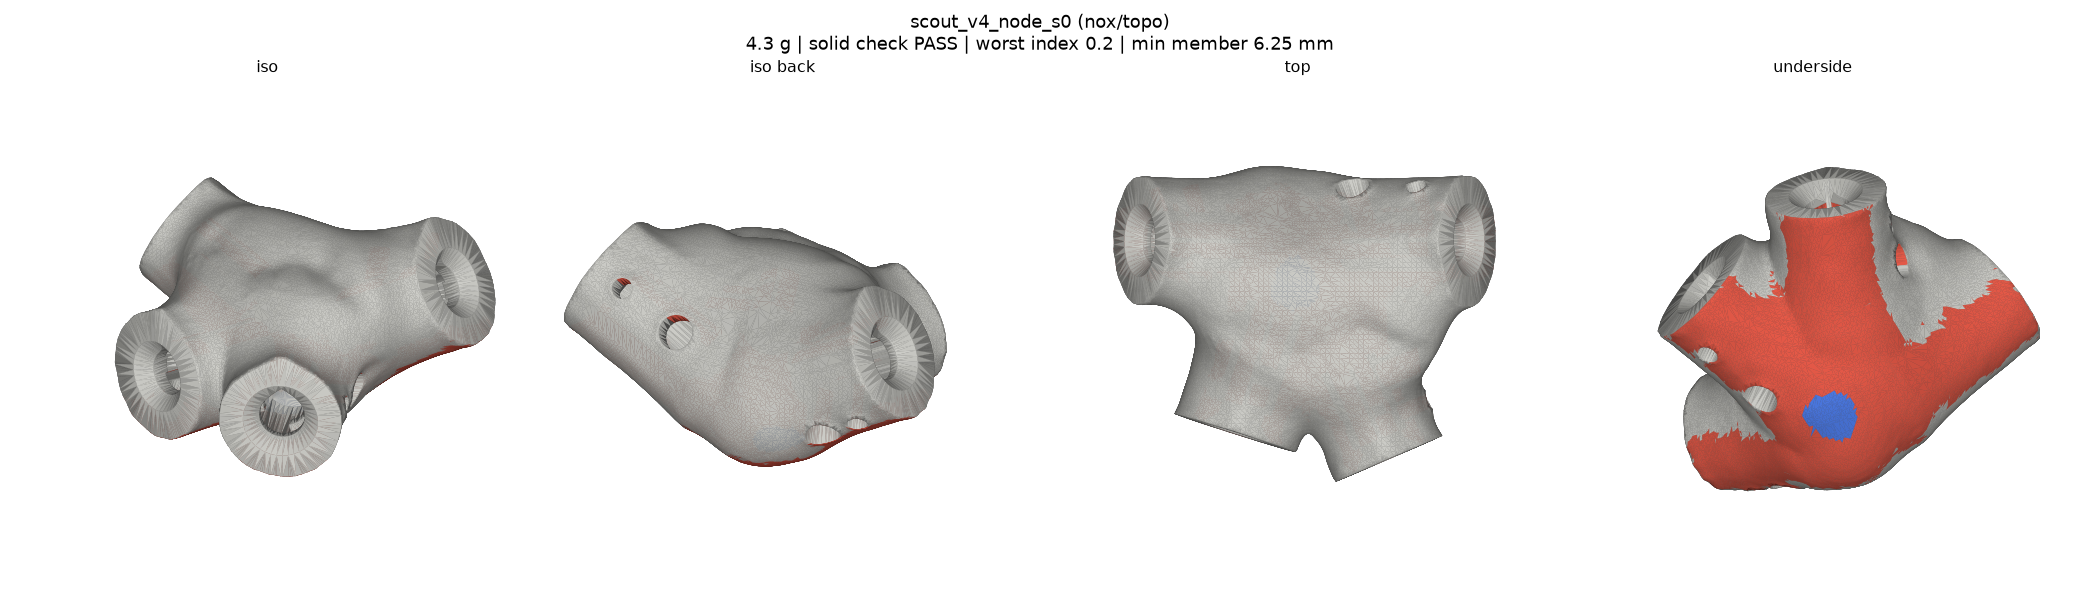 scout_v4_node_s0 (nox/topo)
4.3 g | solid check PASS | worst index 0.2 | min member 6.25 mm
iso
iso back
top
underside